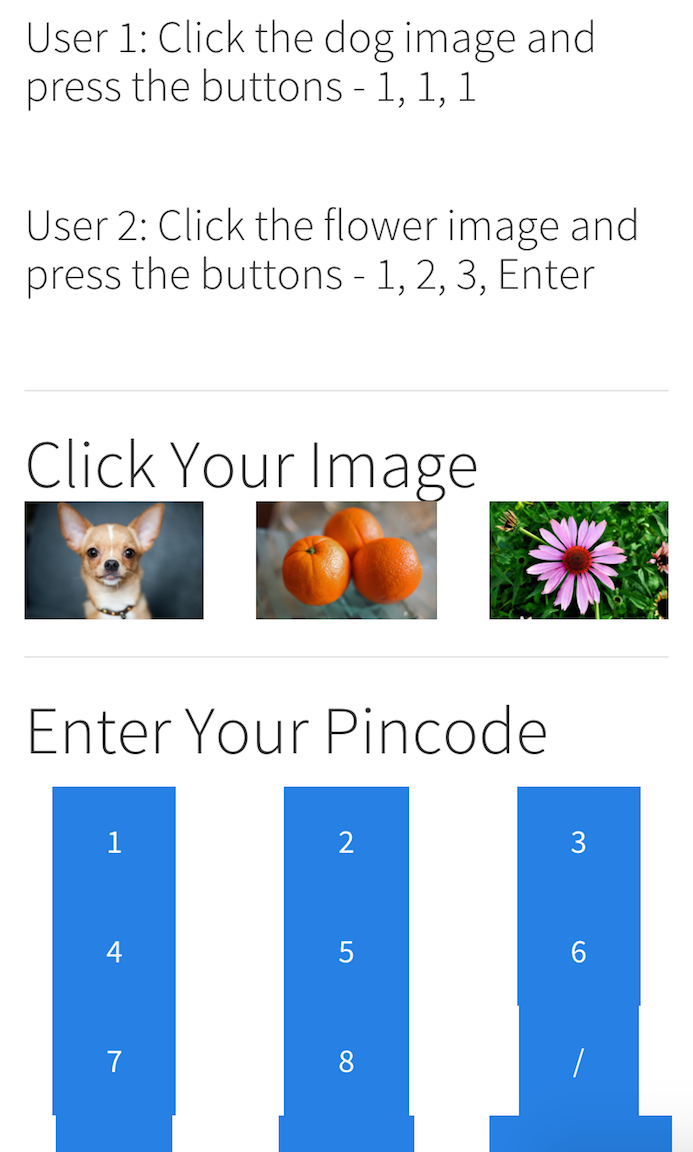 User 1: Click the dog image and
press the buttons - 1, 1, 1
User 2: Click the flower image and
press the buttons - 1, 2, 3, Enter
Click Your Image
Enter Your Pincode
1 2 3
4 5 6
7 8 /